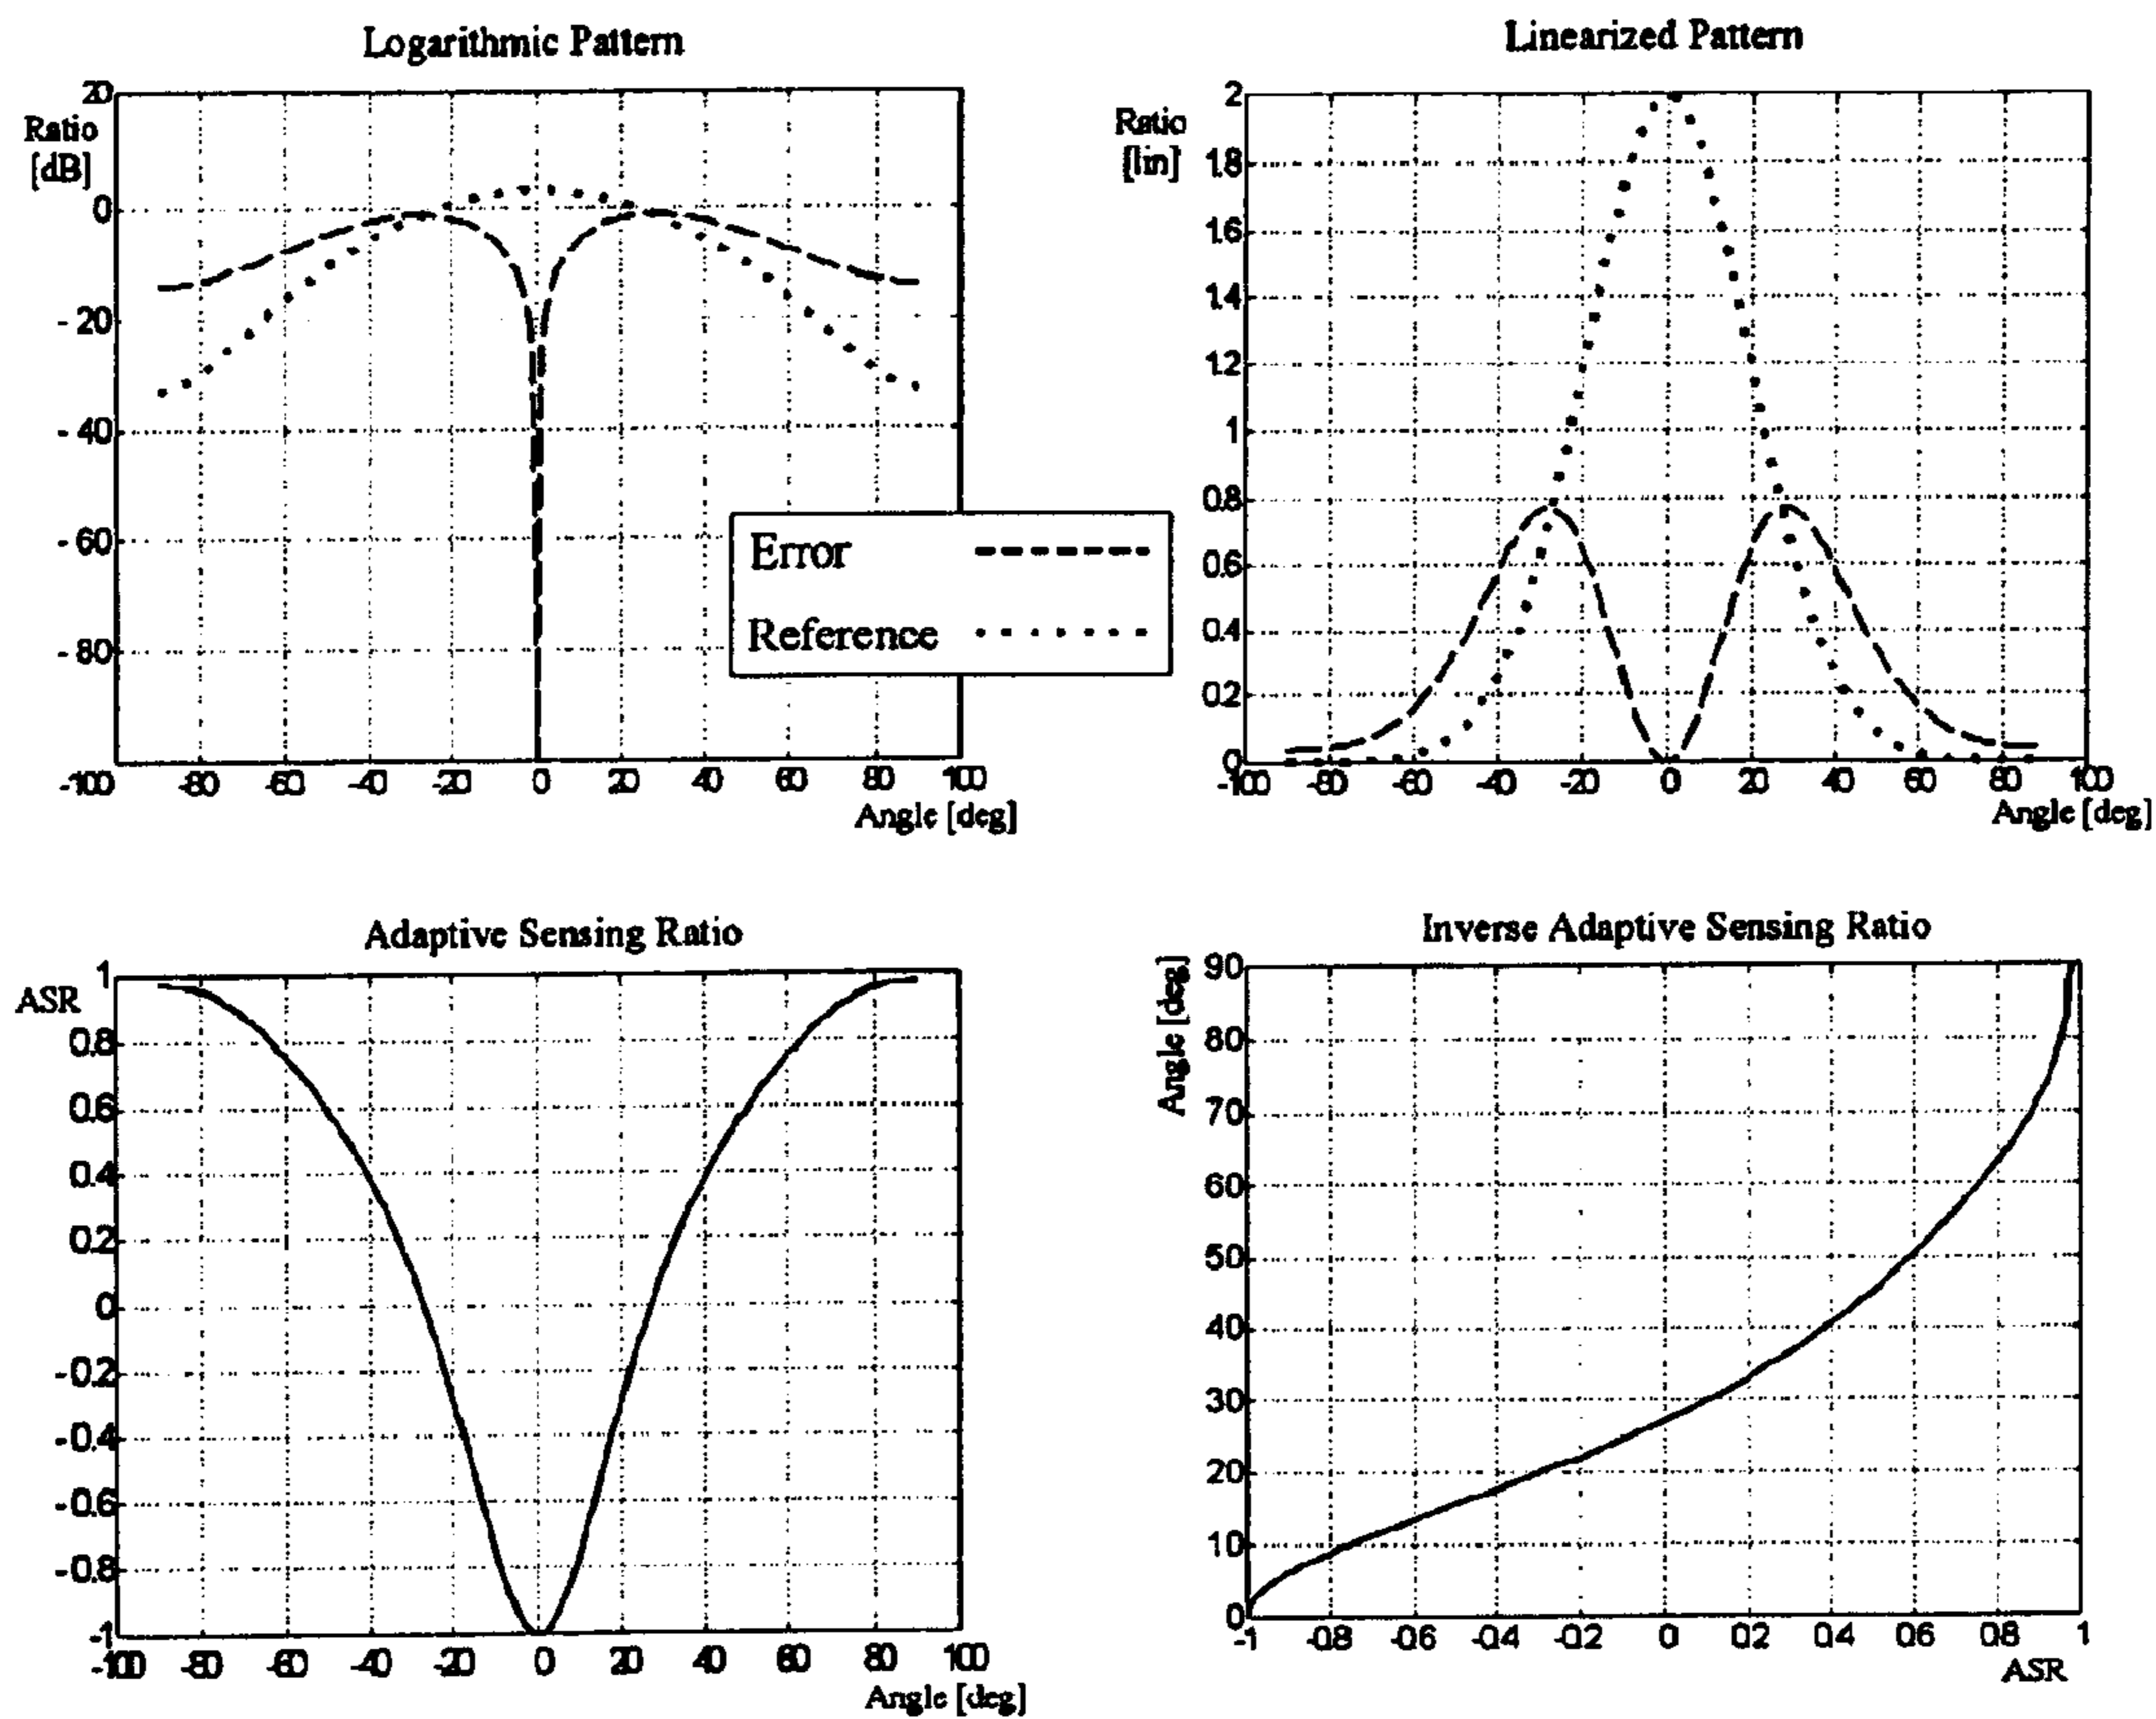 Logarithmic Pattern
Ratio
[dB]
20
0
- 20
- 40
- 60
- 80
-100 -80 -60 -40 -20 0 20 40 60 80 100
Angle [deg]
Linearized Pattern
Ratio
[lin]
2
1.8
1.6
1.4
1.2
1
0.8
0.6
0.4
0.2
0
-100 -80 -60 -40 -20 0 20 40 60 80 100
Angle [deg]
Error
Reference
Adaptive Sensing Ratio
ASR
1
0.8
0.6
0.4
0.2
0
-0.2
-0.4
-0.6
-0.8
-1
-100 -80 -60 -40 -20 0 20 40 60 80 100
Angle [deg]
Inverse Adaptive Sensing Ratio
Angle [deg]
90
80
70
60
50
40
30
20
10
0
-1 -0.8 -0.6 -0.4 -0.2 0 0.2 0.4 0.6 0.8 1
ASR